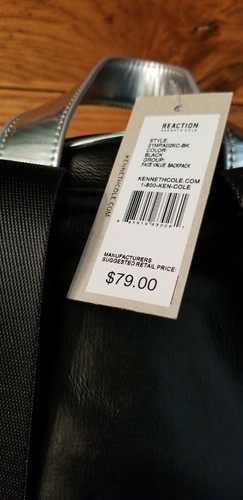 REACTION
KENNETH COLE
STYLE:
21MPA02KC-BK
COLOR:
BLACK
GROUP:
FACE VALUE BACKPACK
KENNETHCOLE.COM
1-800-KEN-COLE
MANUFACTURERS
SUGGESTED RETAIL PRICE:
$79.00
KENNETHCOLE.COM